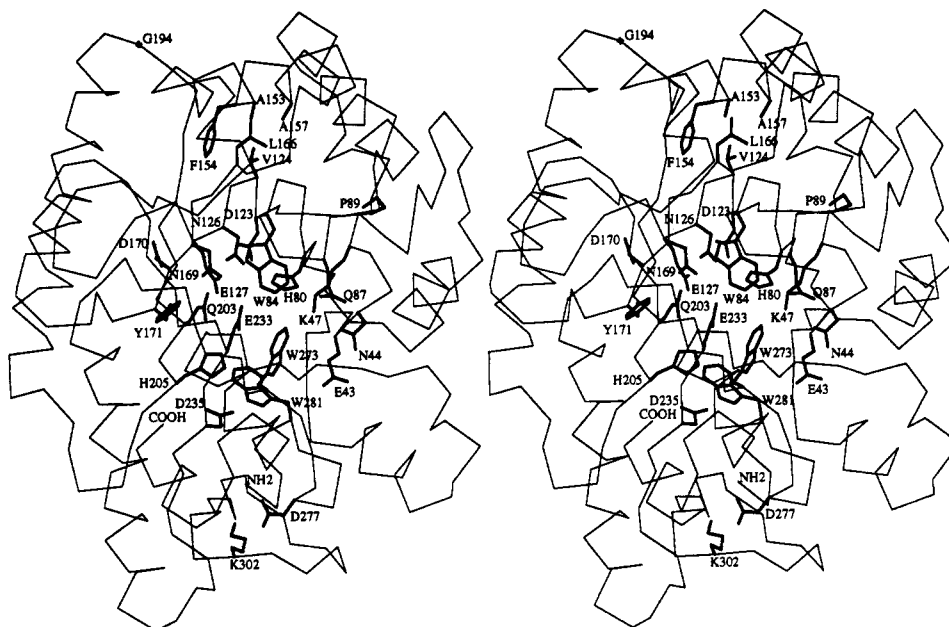 G194
A153
A157
L166
F154
V124
P89
N126
D123
D170
N169
E127
W84
H80
Q87
Q203
K47
Y171
E233
W273
N44
H205
E43
D235
W281
COOH
NH2
D277
K302
G194
A153
A157
L166
F154
V124
P89
N126
D123
D170
N169
E127
W84
H80
Q87
Q203
K47
Y171
E233
W273
N44
H205
E43
D235
W281
COOH
NH2
D277
K302